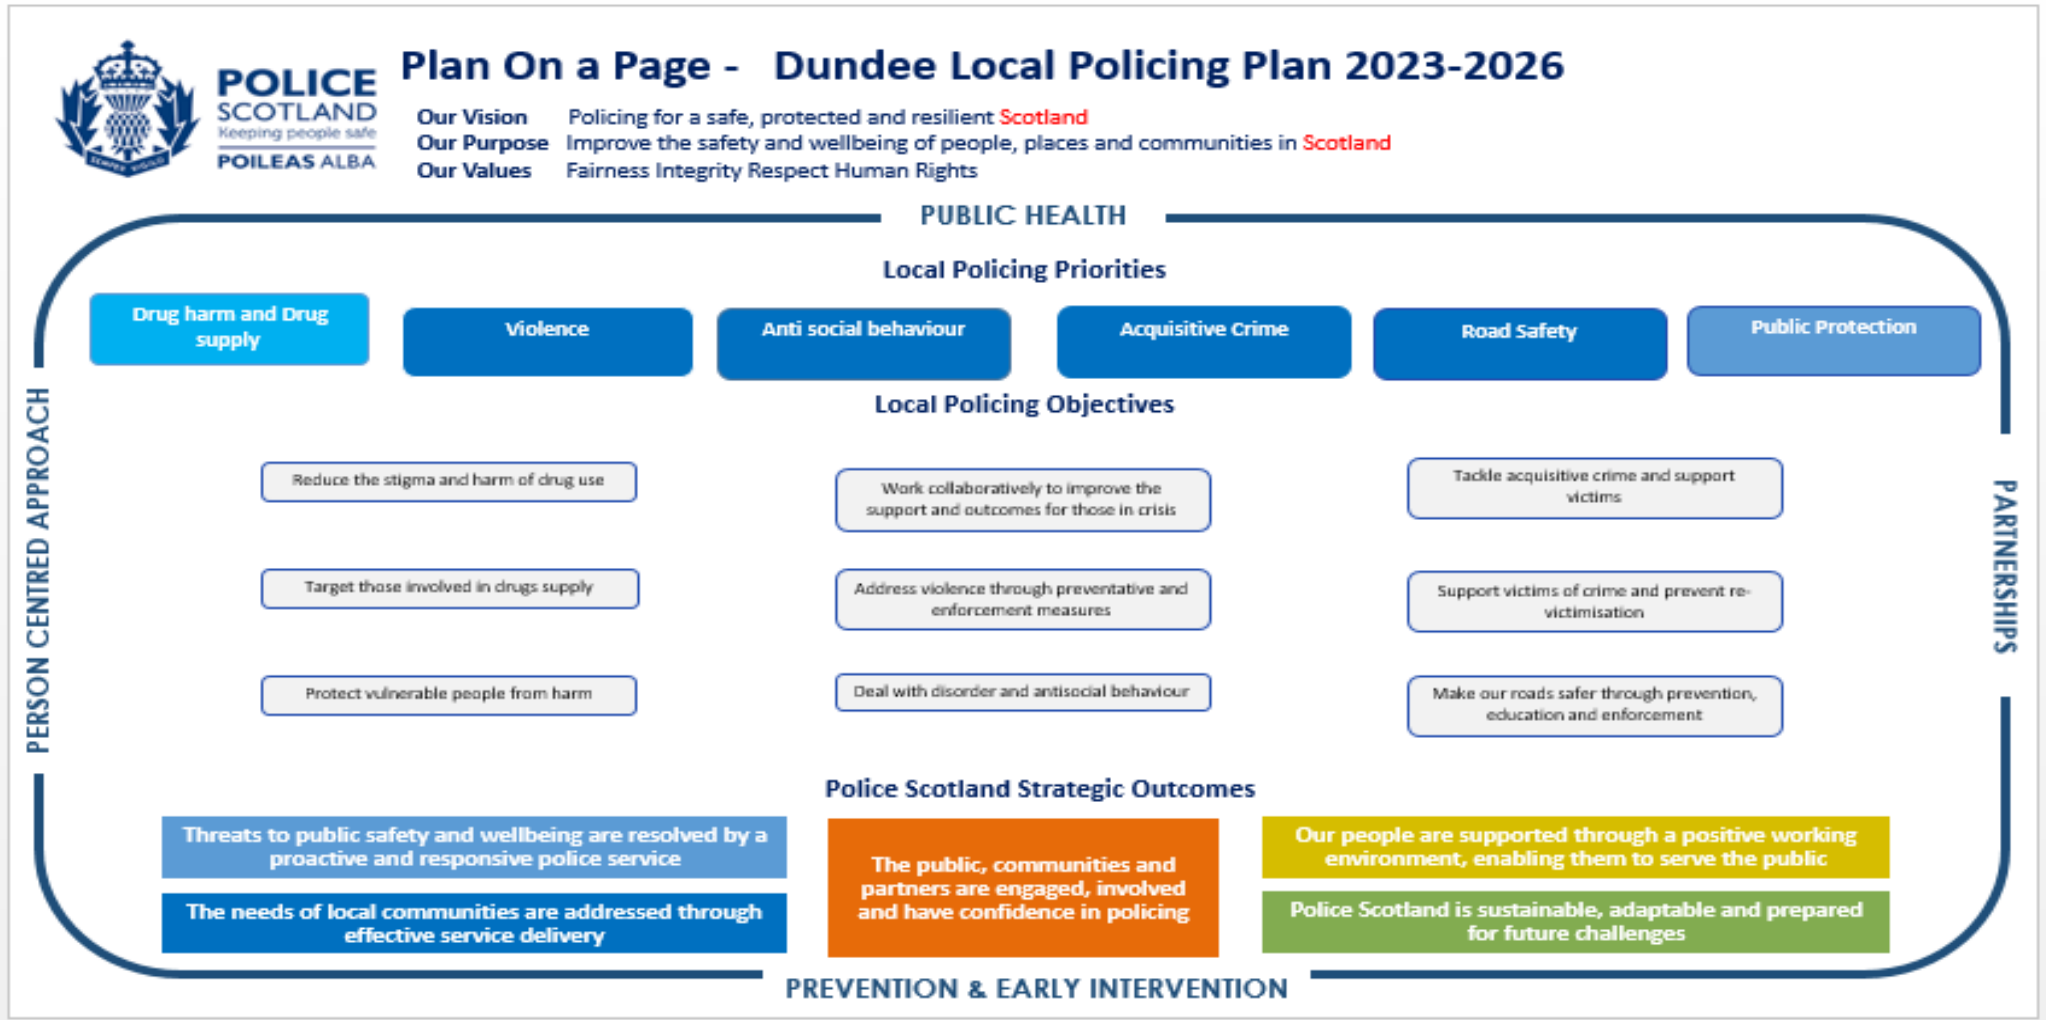 POLICE
SCOTLAND
Keeping people safe
POILEAS ALBA
SEMPER VIGILO
Plan On a Page - Dundee Local Policing Plan 2023-2026
Our Vision Policing for a safe, protected and resilient Scotland
Our Purpose Improve the safety and wellbeing of people, places and communities in Scotland
Our Values Fairness Integrity Respect Human Rights
PUBLIC HEALTH
Local Policing Priorities
Drug harm and Drug
supply
Violence
Anti social behaviour
Acquisitive Crime
Road Safety
Public Protection
Local Policing Objectives
PERSON CENTRED APPROACH
Reduce the stigma and harm of drug use
Work collaboratively to improve the
support and outcomes for those in crisis
Tackle acquisitive crime and support
victims
Target those involved in drugs supply
Address violence through preventative and
enforcement measures
Support victims of crime and prevent re-
victimisation
Protect vulnerable people from harm
Deal with disorder and antisocial behaviour
Make our roads safer through prevention,
education and enforcement
PARTNERSHIPS
Police Scotland Strategic Outcomes
Threats to public safety and wellbeing are resolved by a
proactive and responsive police service
The needs of local communities are addressed through
effective service delivery
The public, communities and
partners are engaged, involved
and have confidence in policing
Our people are supported through a positive working
environment, enabling them to serve the public
Police Scotland is sustainable, adaptable and prepared
for future challenges
PREVENTION & EARLY INTERVENTION